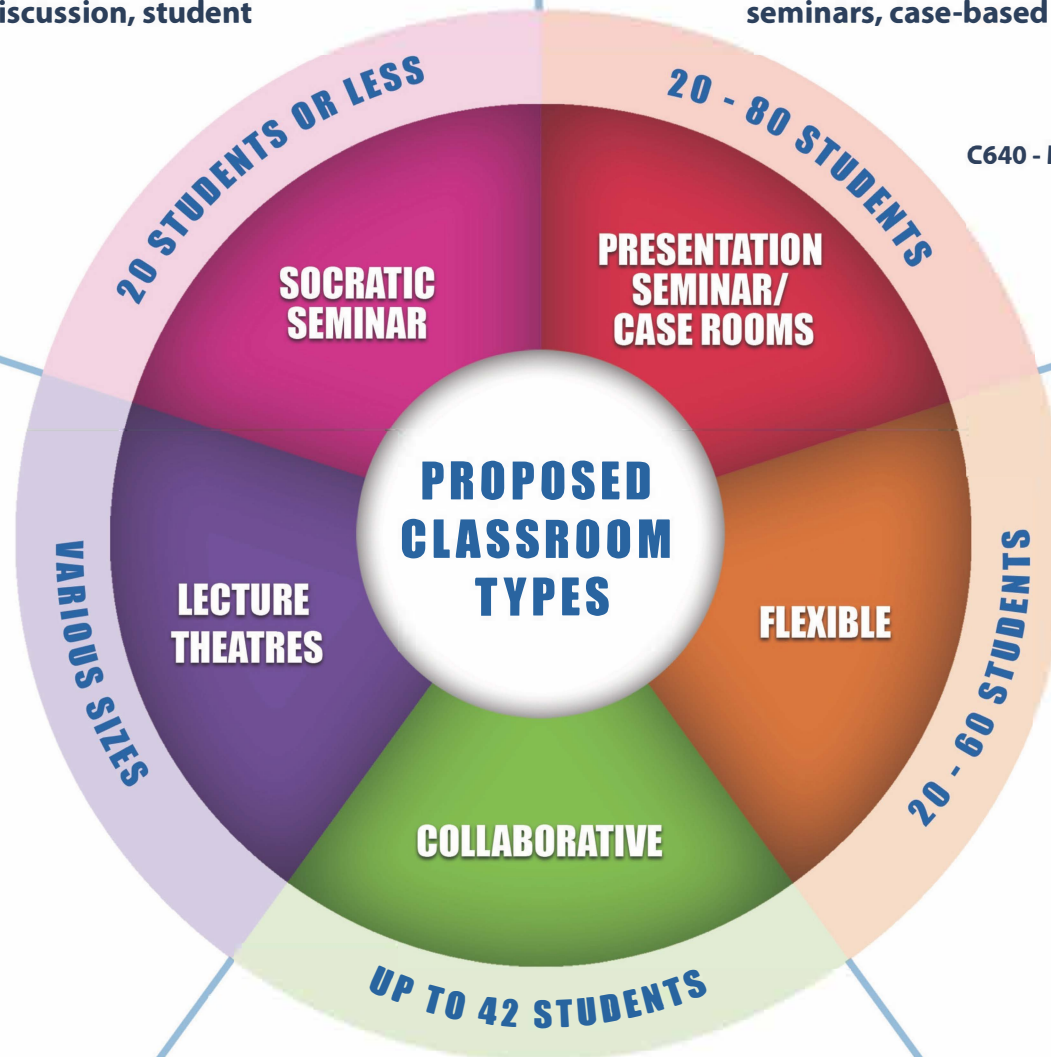 discussion, student
seminars, case-based
C640 -
20 STUDENTS OR LESS
20 - 80 STUDENTS
SOCRATIC
SEMINAR
PRESENTATION
SEMINAR/
CASE ROOMS
PROPOSED
CLASSROOM
TYPES
LECTURE
THEATRES
VARIOUS SIZES
FLEXIBLE
20 - 60 STUDENTS
COLLABORATIVE
UP TO 42 STUDENTS